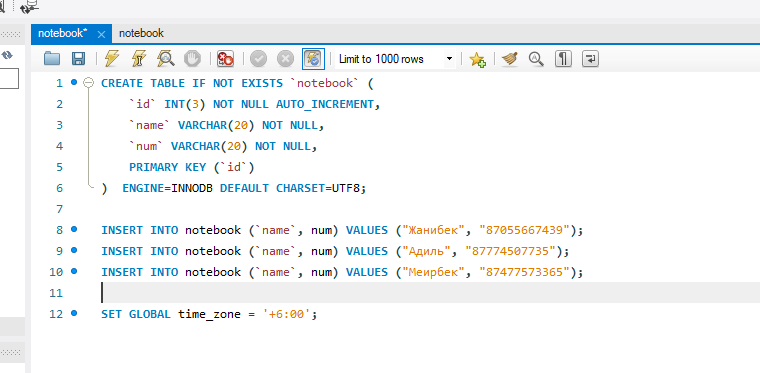 notebook* × notebook
Limit to 1000 rows
1 CREATE TABLE IF NOT EXISTS `notebook` (
2 `id` INT(3) NOT NULL AUTO_INCREMENT,
3 `name` VARCHAR(20) NOT NULL,
4 `num` VARCHAR(20) NOT NULL,
5 PRIMARY KEY (`id`)
6 ) ENGINE=INNODB DEFAULT CHARSET=UTF8;
7
8 INSERT INTO notebook (`name`, num) VALUES ("Жанибек", "87055667439");
9 INSERT INTO notebook (`name`, num) VALUES ("Адиль", "87774507735");
10 INSERT INTO notebook (`name`, num) VALUES ("Меирбек", "87477573365");
11
12 SET GLOBAL time_zone = '+6:00';